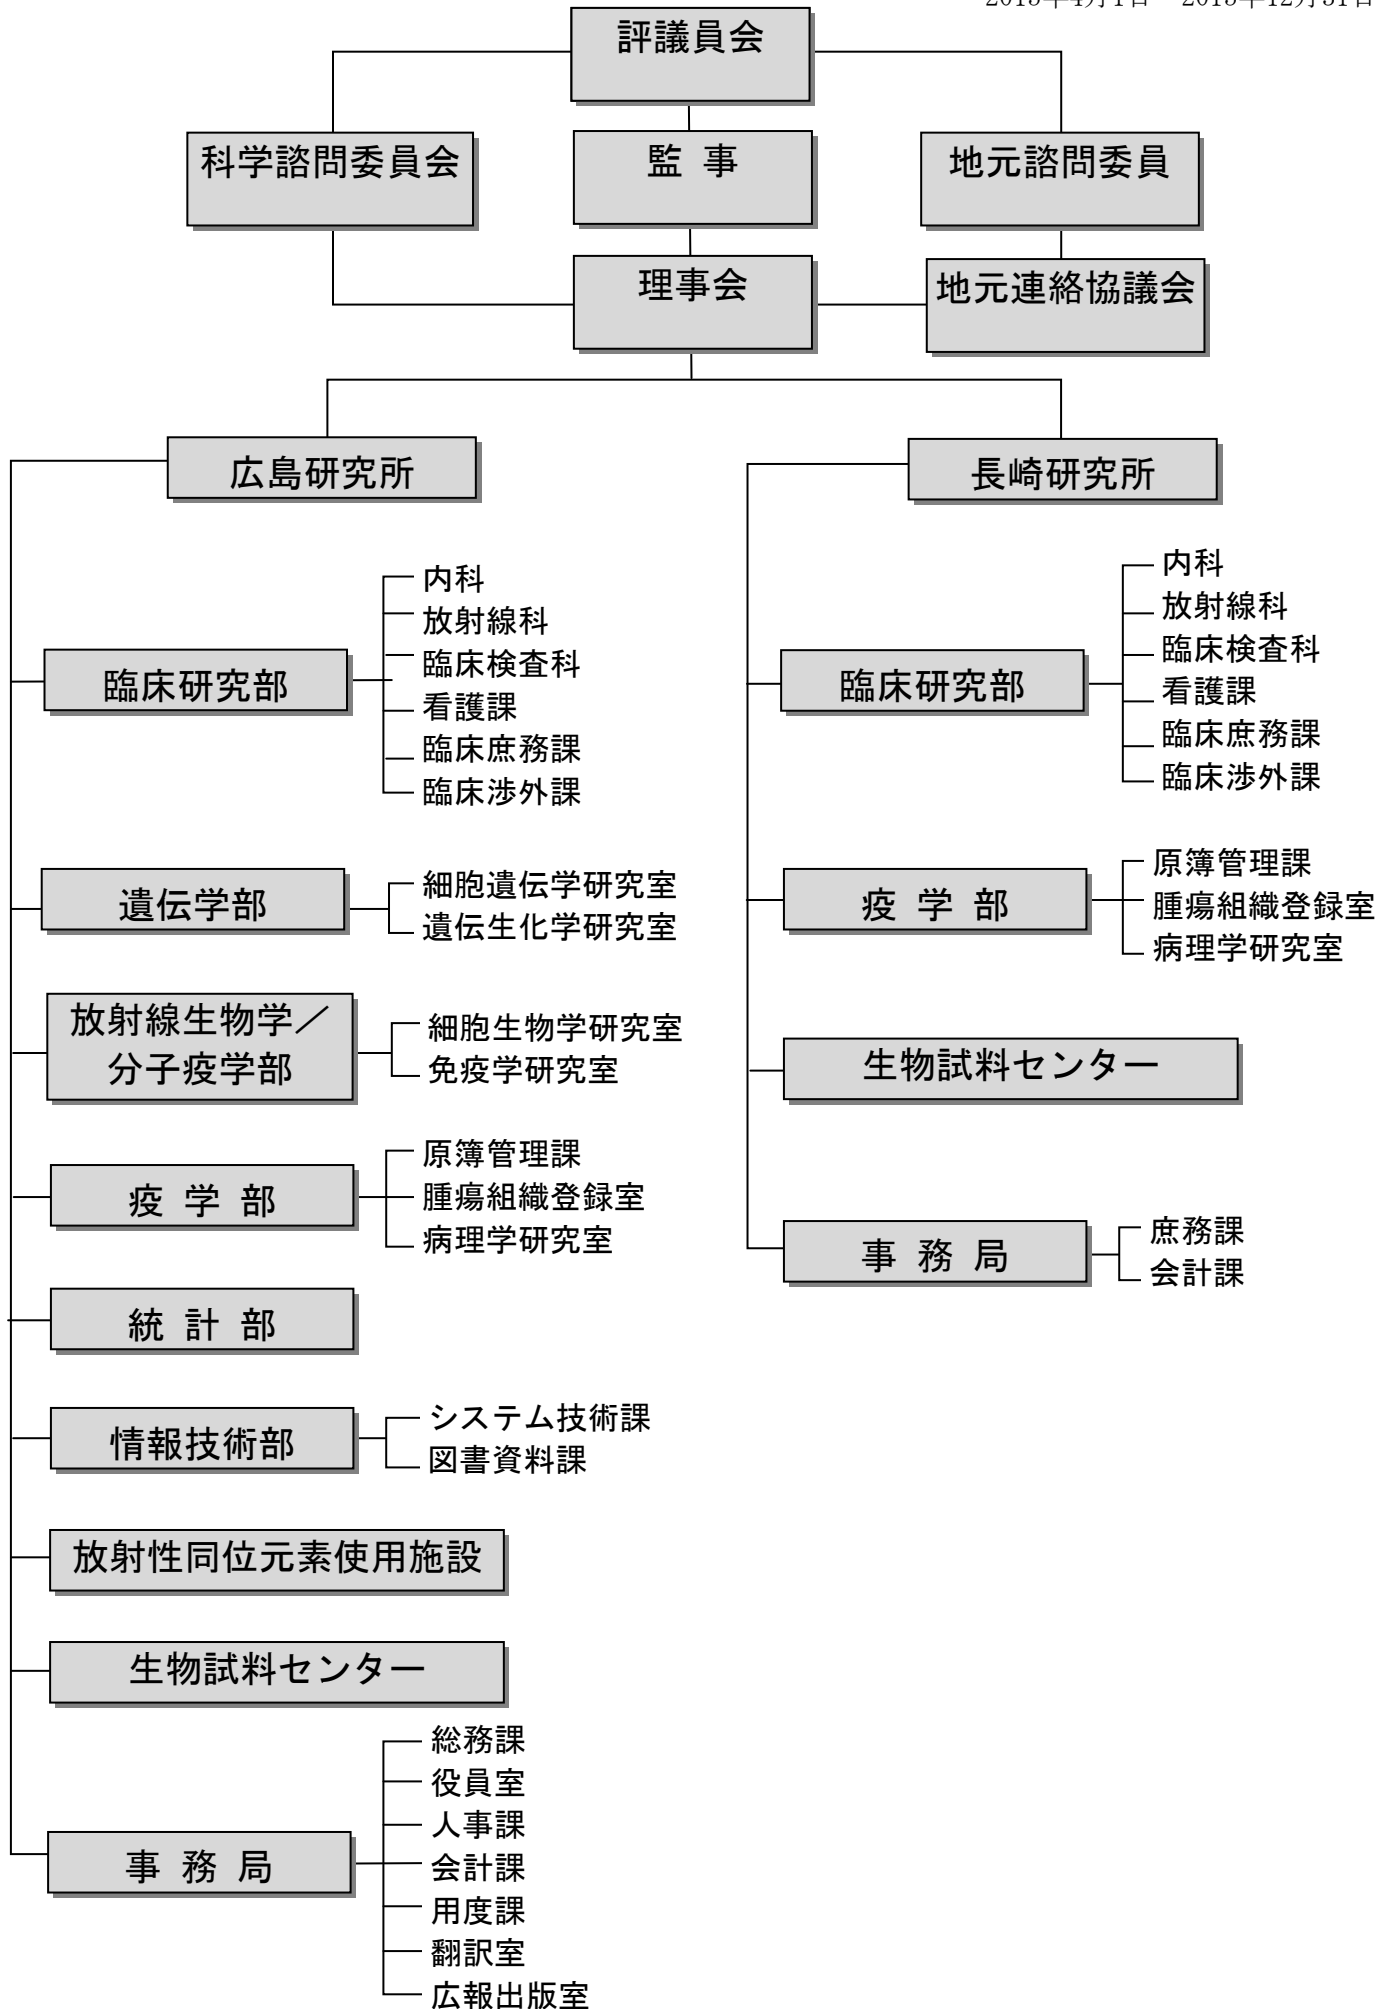 評議員会
科学諮問委員会
監 事
地元諮問委員
理事会
地元連絡協議会
広島研究所
臨床研究部
内科
放射線科
臨床検査科
看護課
臨床庶務課
臨床渉外課
遺伝学部
細胞遺伝学研究室
遺伝生化学研究室
放射線生物学／
分子疫学部
細胞生物学研究室
免疫学研究室
疫 学 部
原簿管理課
腫瘍組織登録室
病理学研究室
統 計 部
情報技術部
システム技術課
図書資料課
放射性同位元素使用施設
生物試料センター
事 務 局
総務課
役員室
人事課
会計課
用度課
翻訳室
広報出版室
長崎研究所
臨床研究部
内科
放射線科
臨床検査科
看護課
臨床庶務課
臨床渉外課
疫 学 部
原簿管理課
腫瘍組織登録室
病理学研究室
生物試料センター
事 務 局
庶務課
会計課